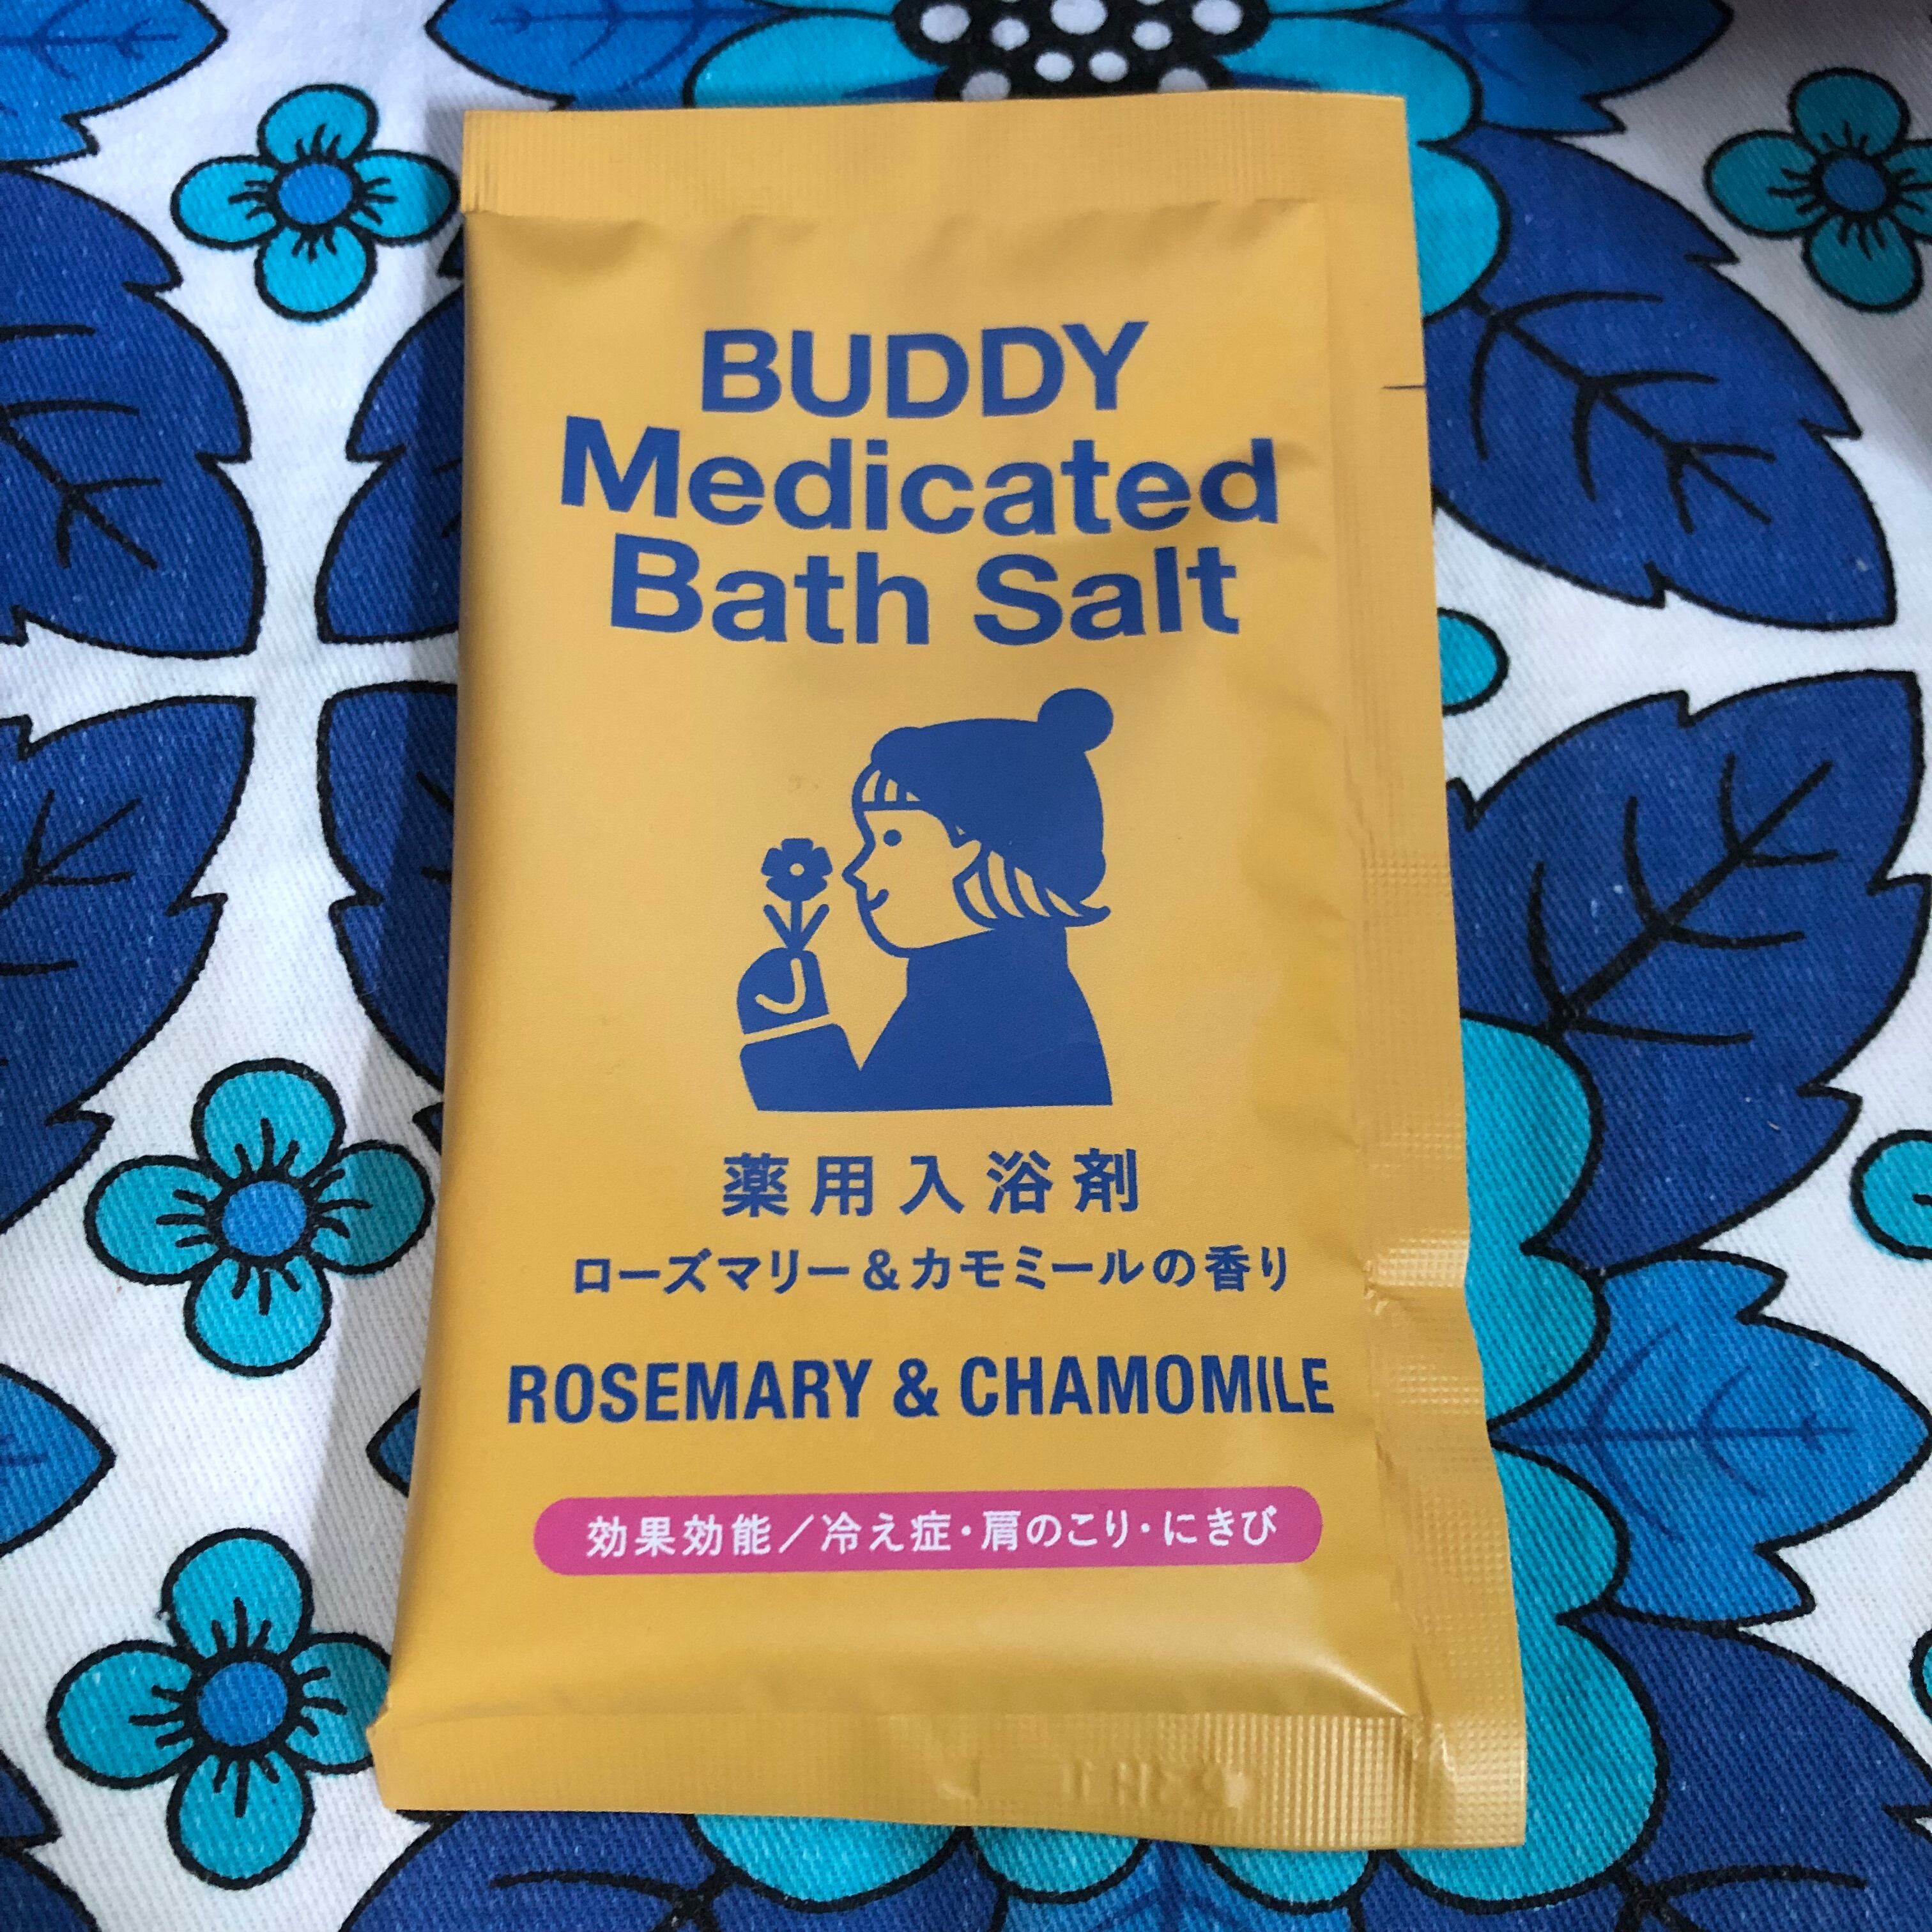 BUDDY
Medicated
Bath Salt
薬用入浴剤
ローズマリー&カモミールの香り
ROSEMARY & CHAMOMILE
効果効能/冷え症・肩のこり・にきび